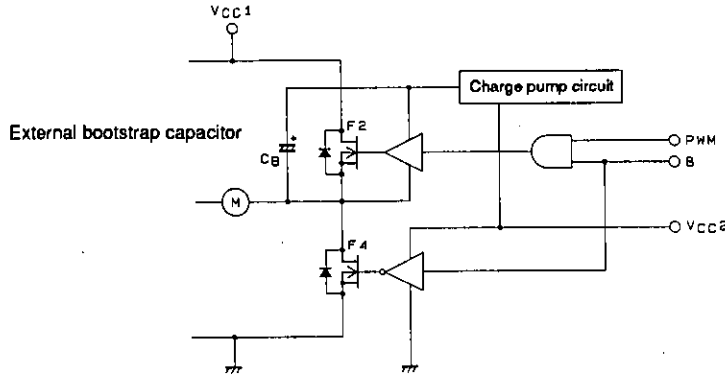 VCC1
Charge pump circuit
External bootstrap capacitor
+
CB
F2
PWM
B
M
VCC2
F4